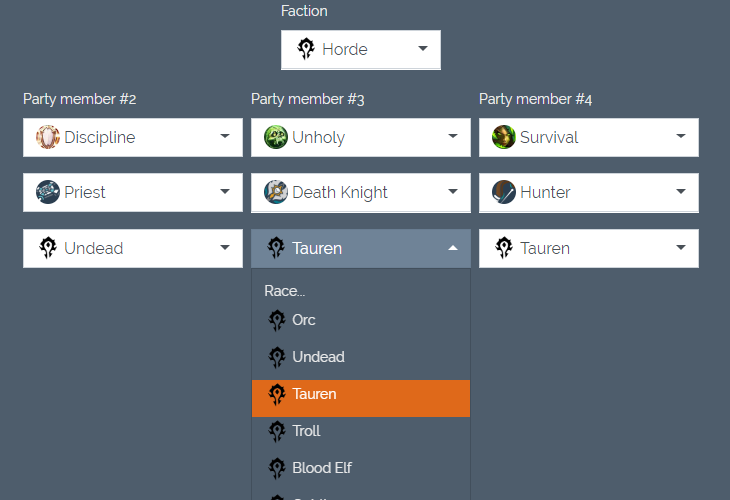 Faction
Horde
Party member #2 Party member #3 Party member #4
Discipline Unholy Survival
Priest Death Knight Hunter
Undead Tauren Tauren
Race...
Orc
Undead
Tauren
Troll
Blood Elf